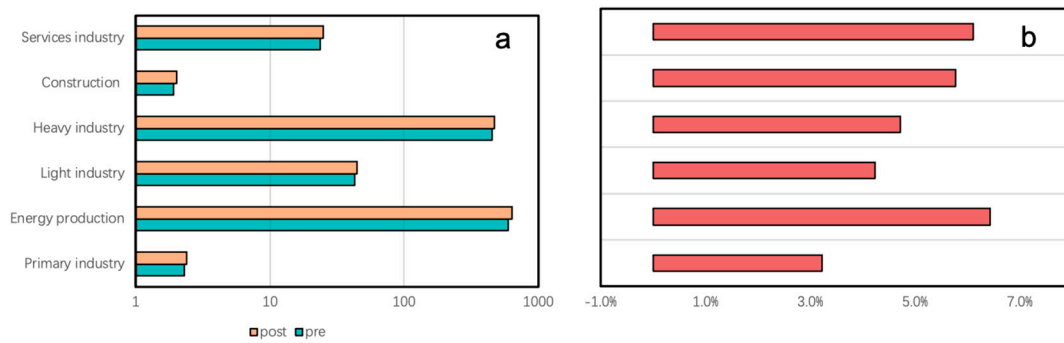 a
Services industry
Construction
Heavy industry
Light industry
Energy production
Primary industry
1 10 100 1000
post pre
b
-1.0% 1.0% 3.0% 5.0% 7.0%